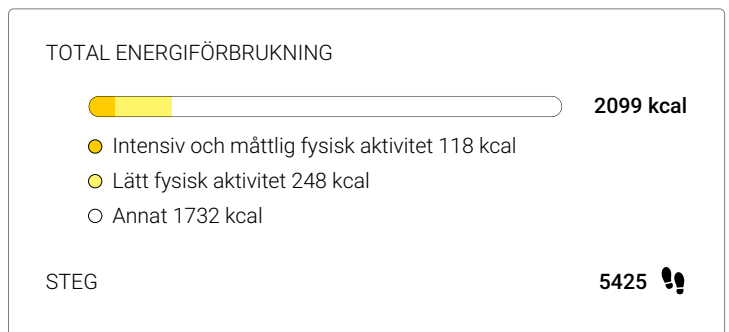 TOTAL ENERGIFÖRBRUKNING
2099 kcal
Intensiv och måttlig fysisk aktivitet 118 kcal
Lätt fysisk aktivitet 248 kcal
Annat 1732 kcal
STEG 5425